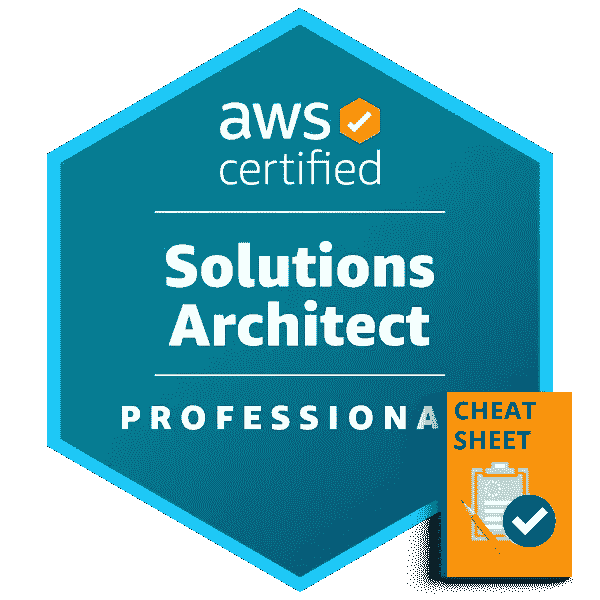 aws
certified
Solutions
Architect
PROFESSIONA
CHEAT
SHEET